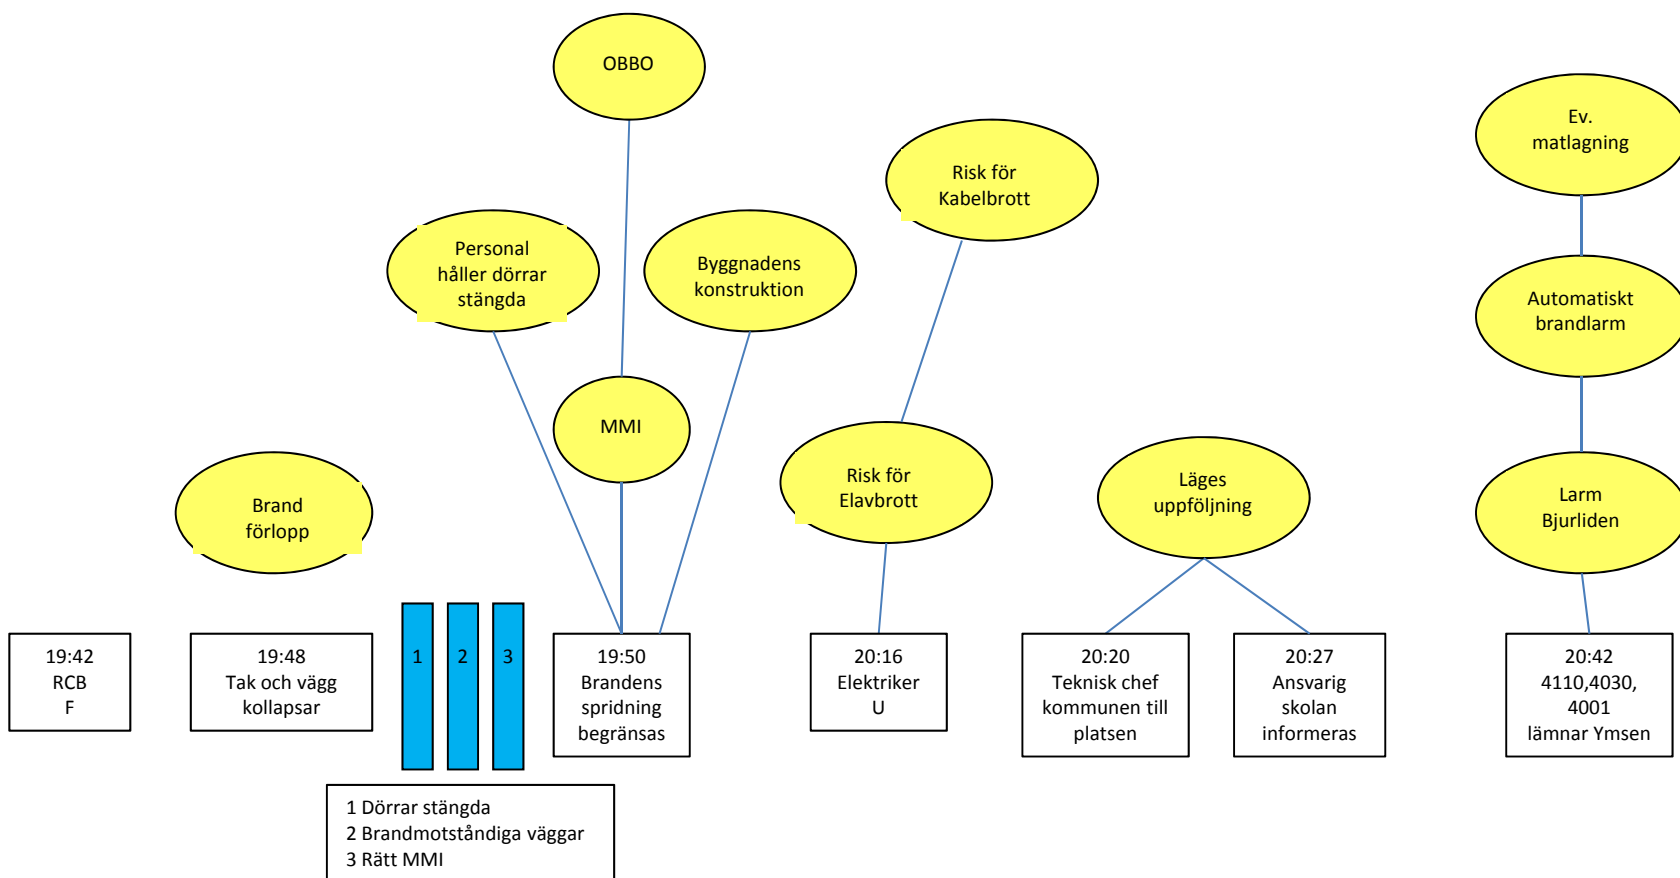 OBBO
Ev.
matlagning
Risk för
Kabelbrott
Personal
håller dörrar
stängda
Byggnadens
konstruktion
Automatiskt
brandlarm
MMI
Risk för
Elavbrott
Läges
uppföljning
Brand
förlopp
Larm
Bjurliden
19:42
RCB
F
19:48
Tak och vägg
kollapsar
1
2
3
19:50
Brandens
spridning
begränsas
20:16
Elektriker
U
20:20
Teknisk chef
kommunen till
platsen
20:27
Ansvarig
skolan
informeras
20:42
4110,4030,
4001
lämnar Ymsen
1 Dörrar stängda
2 Brandmotståndiga väggar
3 Rätt MMI